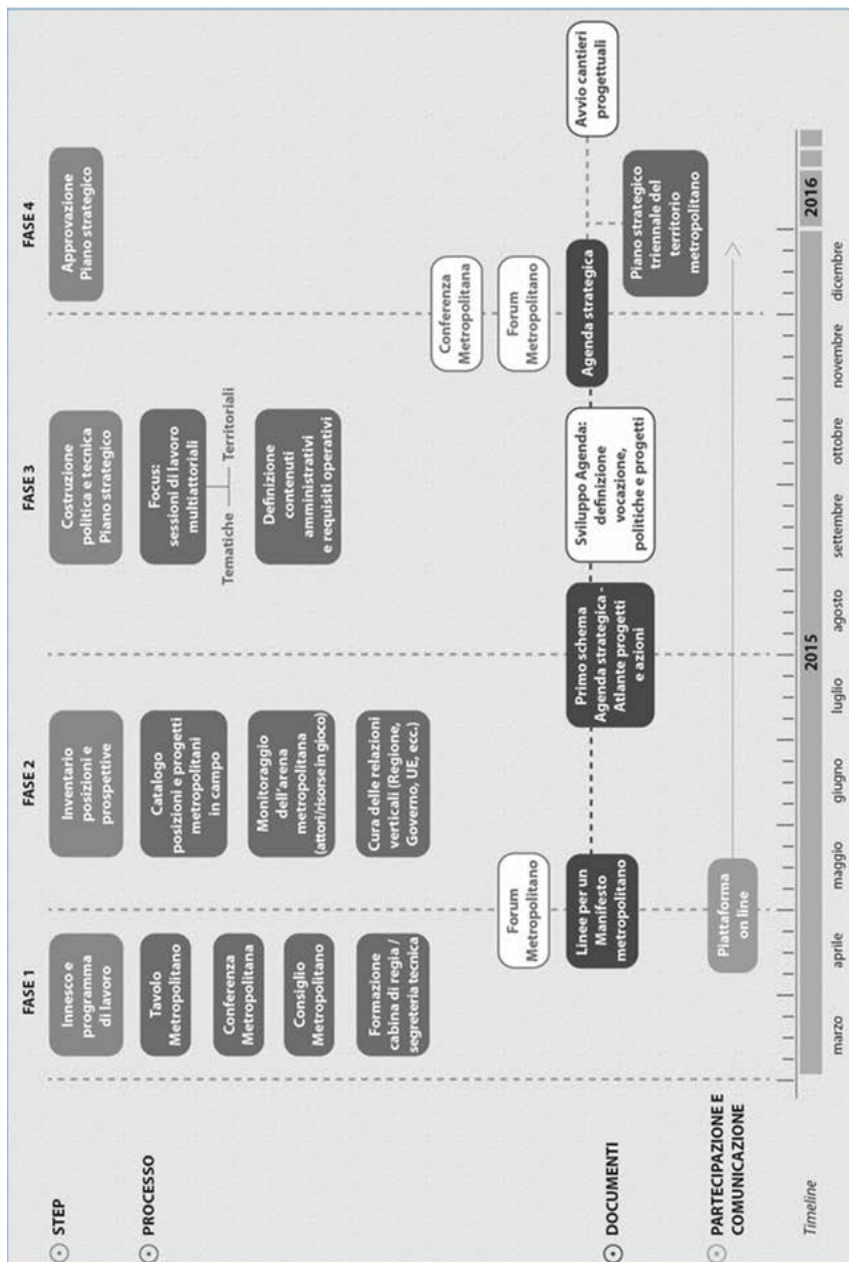 FASE 1
FASE 2
FASE 3
FASE 4
STEP
Innesco e
programma
di lavoro
Inventario
posizioni e
prospettive
Costruzione
politica e tecnica
Piano strategico
Approvazione
Piano strategico
PROCESSO
Tavolo
Metropolitano
Conferenza
Metropolitana
Consiglio
Metropolitano
Formazione
cabina di regia /
segreteria tecnica
Catalogo
posizioni e progetti
metropolitani
in campo
Monitoraggio
dell'arena
metropolitana
(attori/risorse in gioco)
Cura delle relazioni
verticali (Regione,
Governo, UE, ecc.)
Focus:
sessioni di lavoro
multiattoriali
Tematiche
Territoriali
Definizione
contenuti
amministrativi
e requisiti operativi
Conferenza
Metropolitana
Forum
Metropolitano
Forum
Metropolitano
DOCUMENTI
Linee per un
Manifesto
metropolitano
Primo schema
Agenda strategica -
Atlante progetti
e azioni
Sviluppo Agenda:
definizione
vocazione,
politiche e progetti
Agenda strategica
Avvio cantieri
progettuali
Piano strategico
triennale del
territorio
metropolitano
PARTECIPAZIONE E
COMUNICAZIONE
Piattaforma
on line
Timeline
2015
2016
marzo
aprile
maggio
giugno
luglio
agosto
settembre
ottobre
novembre
dicembre